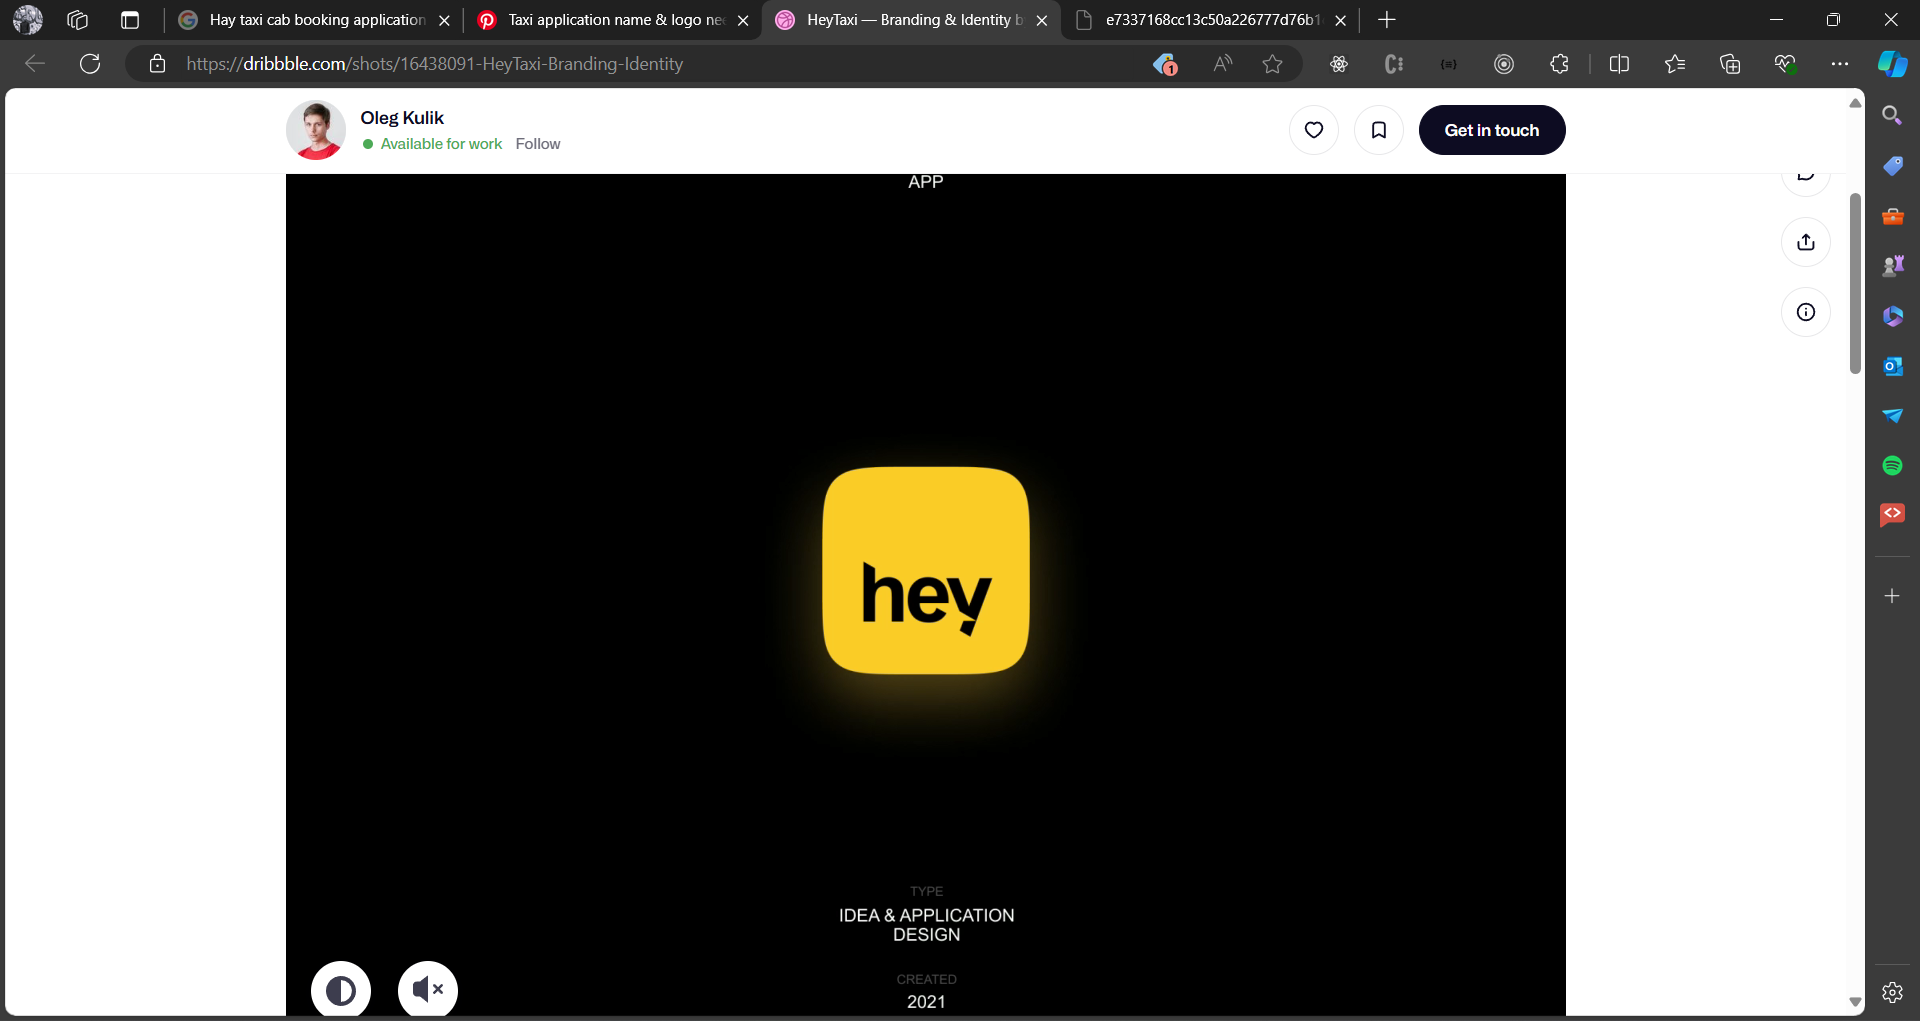 Hay taxi cab booking application
Taxi application name & logo ne
HeyTaxi — Branding & Identity b
e7337168cc13c50a226777d76b1
https://dribbble.com/shots/16438091-HeyTaxi-Branding-Identity
1
Oleg Kulik
Available for work Follow
Get in touch
APP
hey
TYPE
IDEA & APPLICATION
DESIGN
CREATED
2021